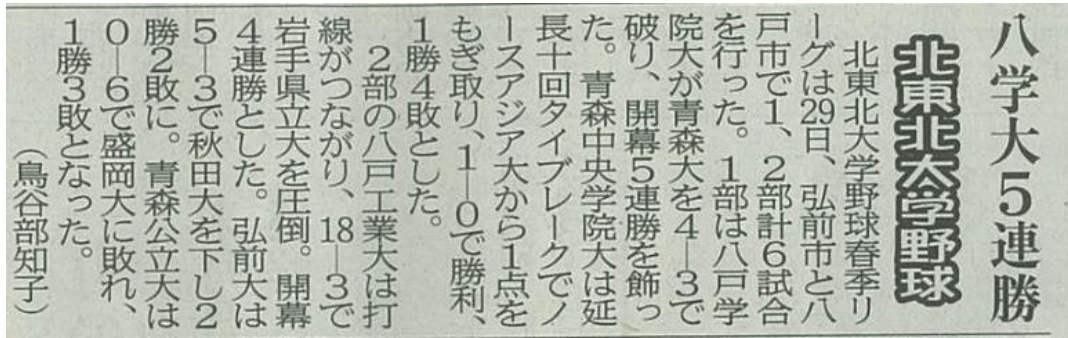 八学大5連勝
北東北大学野球
北東北大学野球春季リ
ーグは29日、弘前市と八
戸市で1、2部計6試合
を行った。1部は八戸学
院大が青森大を4―3で
破り、開幕5連勝を飾っ
た。青森中央学院大は延
長十回タイブレークでノ
ースアジア大から1点を
もぎ取り、1―0で勝利、
1勝4敗とした。
2部の八戸工業大は打
線がつながり、18―3で
岩手県立大を圧倒。開幕
4連勝とした。弘前大は
5―3で秋田大を下し2
勝2敗に。青森公立大は
0―6で盛岡大に敗れ、
1勝3敗となった。
(鳥谷部知子)